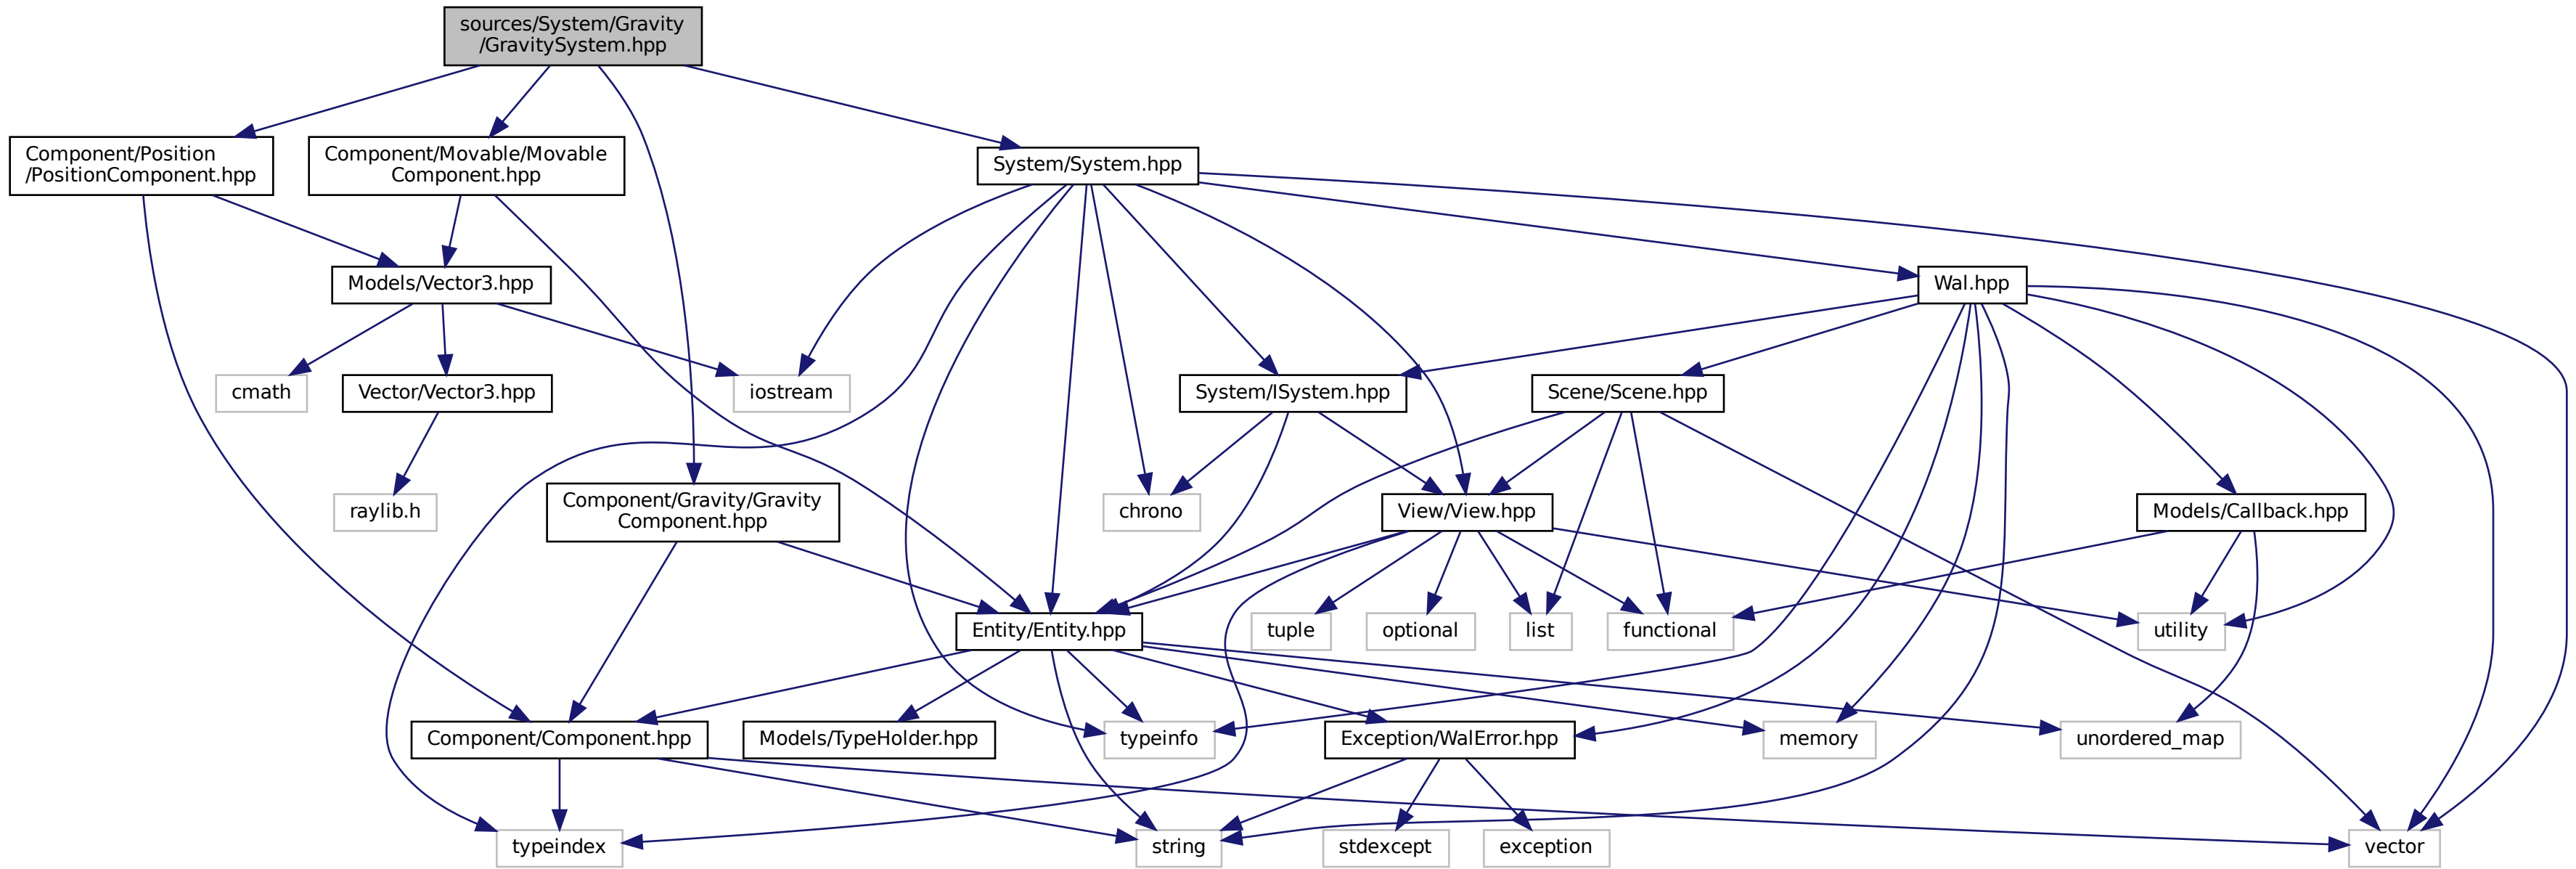 sources/System/Gravity
/GravitySystem.hpp
Component/Position
/PositionComponent.hpp
Component/Movable/Movable
Component.hpp
System/System.hpp
Models/Vector3.hpp
Wal.hpp
cmath
Vector/Vector3.hpp
iostream
System/ISystem.hpp
Scene/Scene.hpp
raylib.h
Component/Gravity/Gravity
Component.hpp
chrono
View/View.hpp
Models/Callback.hpp
Entity/Entity.hpp
tuple
optional
list
functional
utility
Component/Component.hpp
Models/TypeHolder.hpp
typeinfo
Exception/WalError.hpp
memory
unordered_map
typeindex
string
stdexcept
exception
vector